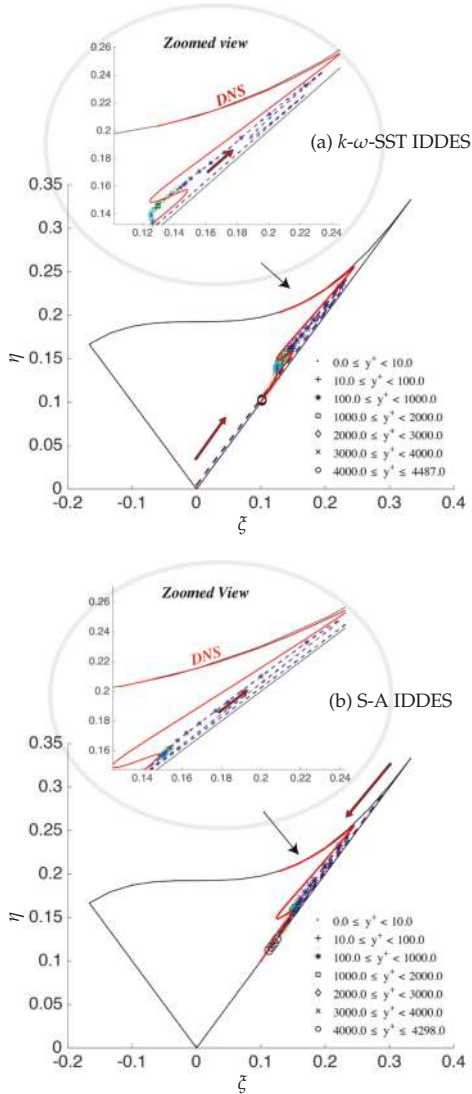 Zoomed view
0.26
0.24
0.22
0.2
0.18
0.16
0.14
DNS
0.12 0.14 0.16 0.18 0.2 0.22 0.24
(a) k-ω-SST IDDES
0.35
0.3
0.25
0.2
0.15
0.1
0.05
0
η
0.0 ≤ y⁺ < 10.0
10.0 ≤ y⁺ < 100.0
100.0 ≤ y⁺ < 1000.0
1000.0 ≤ y⁺ < 2000.0
2000.0 ≤ y⁺ < 3000.0
3000.0 ≤ y⁺ < 4000.0
4000.0 ≤ y⁺ ≤ 4487.0
-0.2 -0.1 0 0.1 0.2 0.3 0.4
ξ
Zoomed View
0.26
0.24
0.22
0.2
0.18
0.16
DNS
0.14 0.16 0.18 0.2 0.22 0.24
(b) S-A IDDES
0.35
0.3
0.25
0.2
0.15
0.1
0.05
0
η
0.0 ≤ y⁺ < 10.0
10.0 ≤ y⁺ < 100.0
100.0 ≤ y⁺ < 1000.0
1000.0 ≤ y⁺ < 2000.0
2000.0 ≤ y⁺ < 3000.0
3000.0 ≤ y⁺ < 4000.0
4000.0 ≤ y⁺ ≤ 4298.0
-0.2 -0.1 0 0.1 0.2 0.3 0.4
ξ